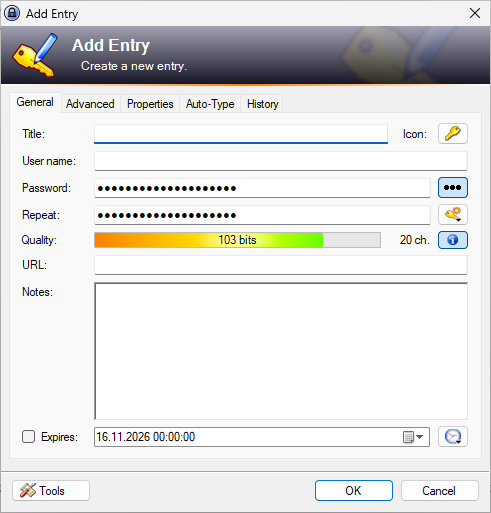 Add Entry
Add Entry
Create a new entry.
General Advanced Properties Auto-Type History
Title: Icon:
User name:
Password: ●●●●●●●●●●●●●●●●●●●● ●●●
Repeat: ●●●●●●●●●●●●●●●●●●●●
Quality: 103 bits 20 ch.
URL:
Notes:
Expires: 16.11.2026 00:00:00
Tools OK Cancel